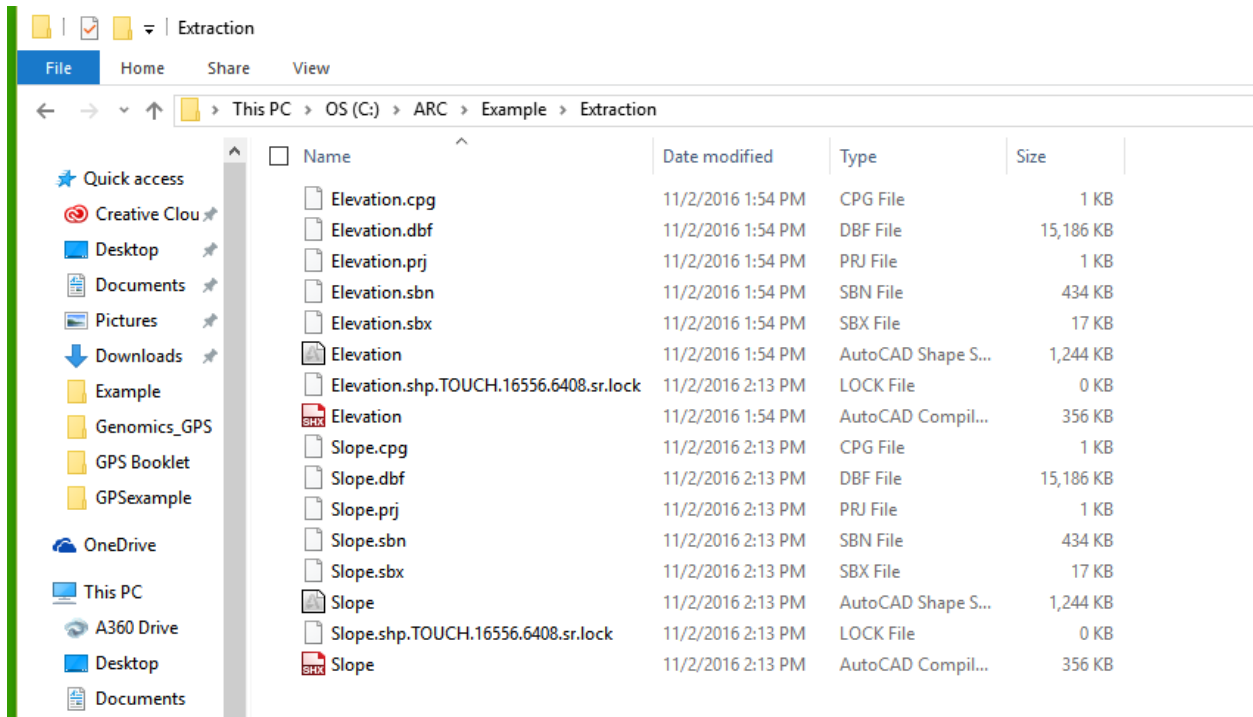 Extraction
File Home Share View
This PC > OS (C:) > ARC > Example > Extraction
Name Date modified Type Size
Quick access
Creative Clou
Desktop
Documents
Pictures
Downloads
Example
Genomics_GPS
GPS Booklet
GPSexample
OneDrive
This PC
A360 Drive
Desktop
Documents
Elevation.cpg 11/2/2016 1:54 PM CPG File 1 KB
Elevation.dbf 11/2/2016 1:54 PM DBF File 15,186 KB
Elevation.prj 11/2/2016 1:54 PM PRJ File 1 KB
Elevation.sbn 11/2/2016 1:54 PM SBN File 434 KB
Elevation.sbx 11/2/2016 1:54 PM SBX File 17 KB
Elevation 11/2/2016 1:54 PM AutoCAD Shape S... 1,244 KB
Elevation.shp.TOUCH.16556.6408.sr.lock 11/2/2016 2:13 PM LOCK File 0 KB
SHX Elevation 11/2/2016 1:54 PM AutoCAD Compil... 356 KB
Slope.cpg 11/2/2016 2:13 PM CPG File 1 KB
Slope.dbf 11/2/2016 2:13 PM DBF File 15,186 KB
Slope.prj 11/2/2016 2:13 PM PRJ File 1 KB
Slope.sbn 11/2/2016 2:13 PM SBN File 434 KB
Slope.sbx 11/2/2016 2:13 PM SBX File 17 KB
Slope 11/2/2016 2:13 PM AutoCAD Shape S... 1,244 KB
Slope.shp.TOUCH.16556.6408.sr.lock 11/2/2016 2:13 PM LOCK File 0 KB
SHX Slope 11/2/2016 2:13 PM AutoCAD Compil... 356 KB